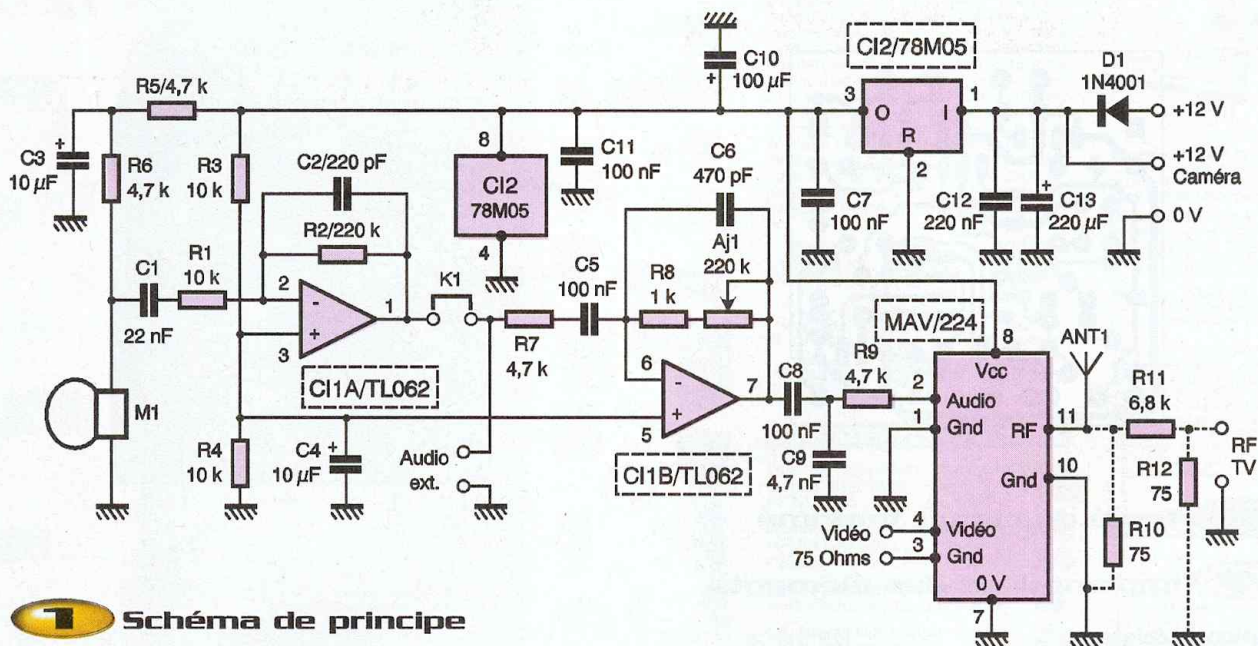 C10
100 µF
+
CI2/78M05
D1
1N4001
R5/4,7 k
3
O
I
1
R
2
+12 V
+12 V
Caméra
0 V
+
C3
10 µF
R6
4,7 k
R3
10 k
C2/220 pF
R2/220 k
8
CI2
78M05
4
C11
100 nF
C6
470 pF
Aj1
220 k
C7
100 nF
C12
220 nF
+
C13
220 µF
C1
22 nF
R1
10 k
2
-
+
3
1
K1
C5
100 nF
R8
1 k
R7
4,7 k
MAV/224
8
ANT1
M1
CI1A/TL062
6
-
+
5
7
C8
100 nF
R9
4,7 k
2
1
Vcc
Audio
Gnd
RF
11
R11
6,8 k
R4
10 k
C4
10 µF
+
Audio
ext.
CI1B/TL062
C9
4,7 nF
Gnd
10
R12
75
RF
TV
Vidéo
75 Ohms
4
3
Vidéo
Gnd
R10
75
0 V
7
1 Schéma de principe